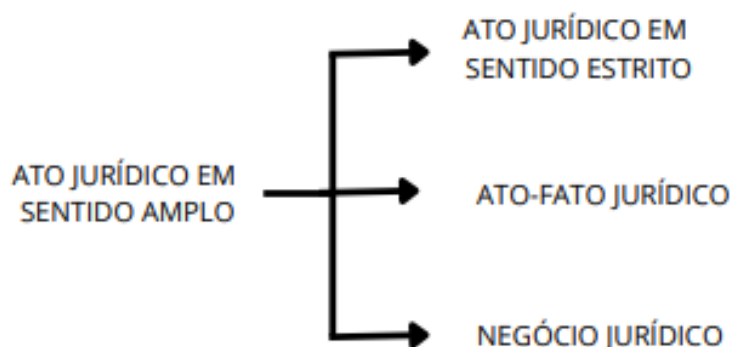 ATO JURÍDICO EM
SENTIDO ESTRITO
ATO JURÍDICO EM
SENTIDO AMPLO
ATO-FATO JURÍDICO
NEGÓCIO JURÍDICO